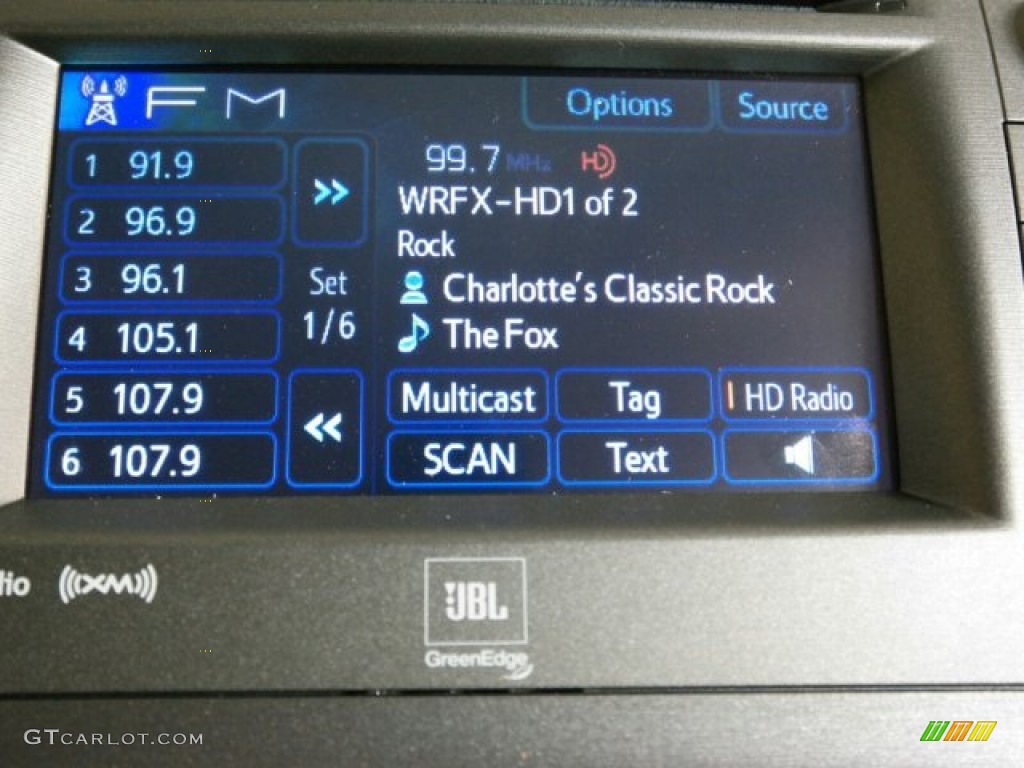 FM
Options
Source
1 91.9
2 96.9
3 96.1
4 105.1
5 107.9
6 107.9
>>
Set
1/6
<<
99.7 MHz HD
WRFX-HD1 of 2
Rock
Charlotte's Classic Rock
The Fox
Multicast
Tag
HD Radio
SCAN
Text
((XM))
JBL
GreenEdge
GTCARLOT.COM